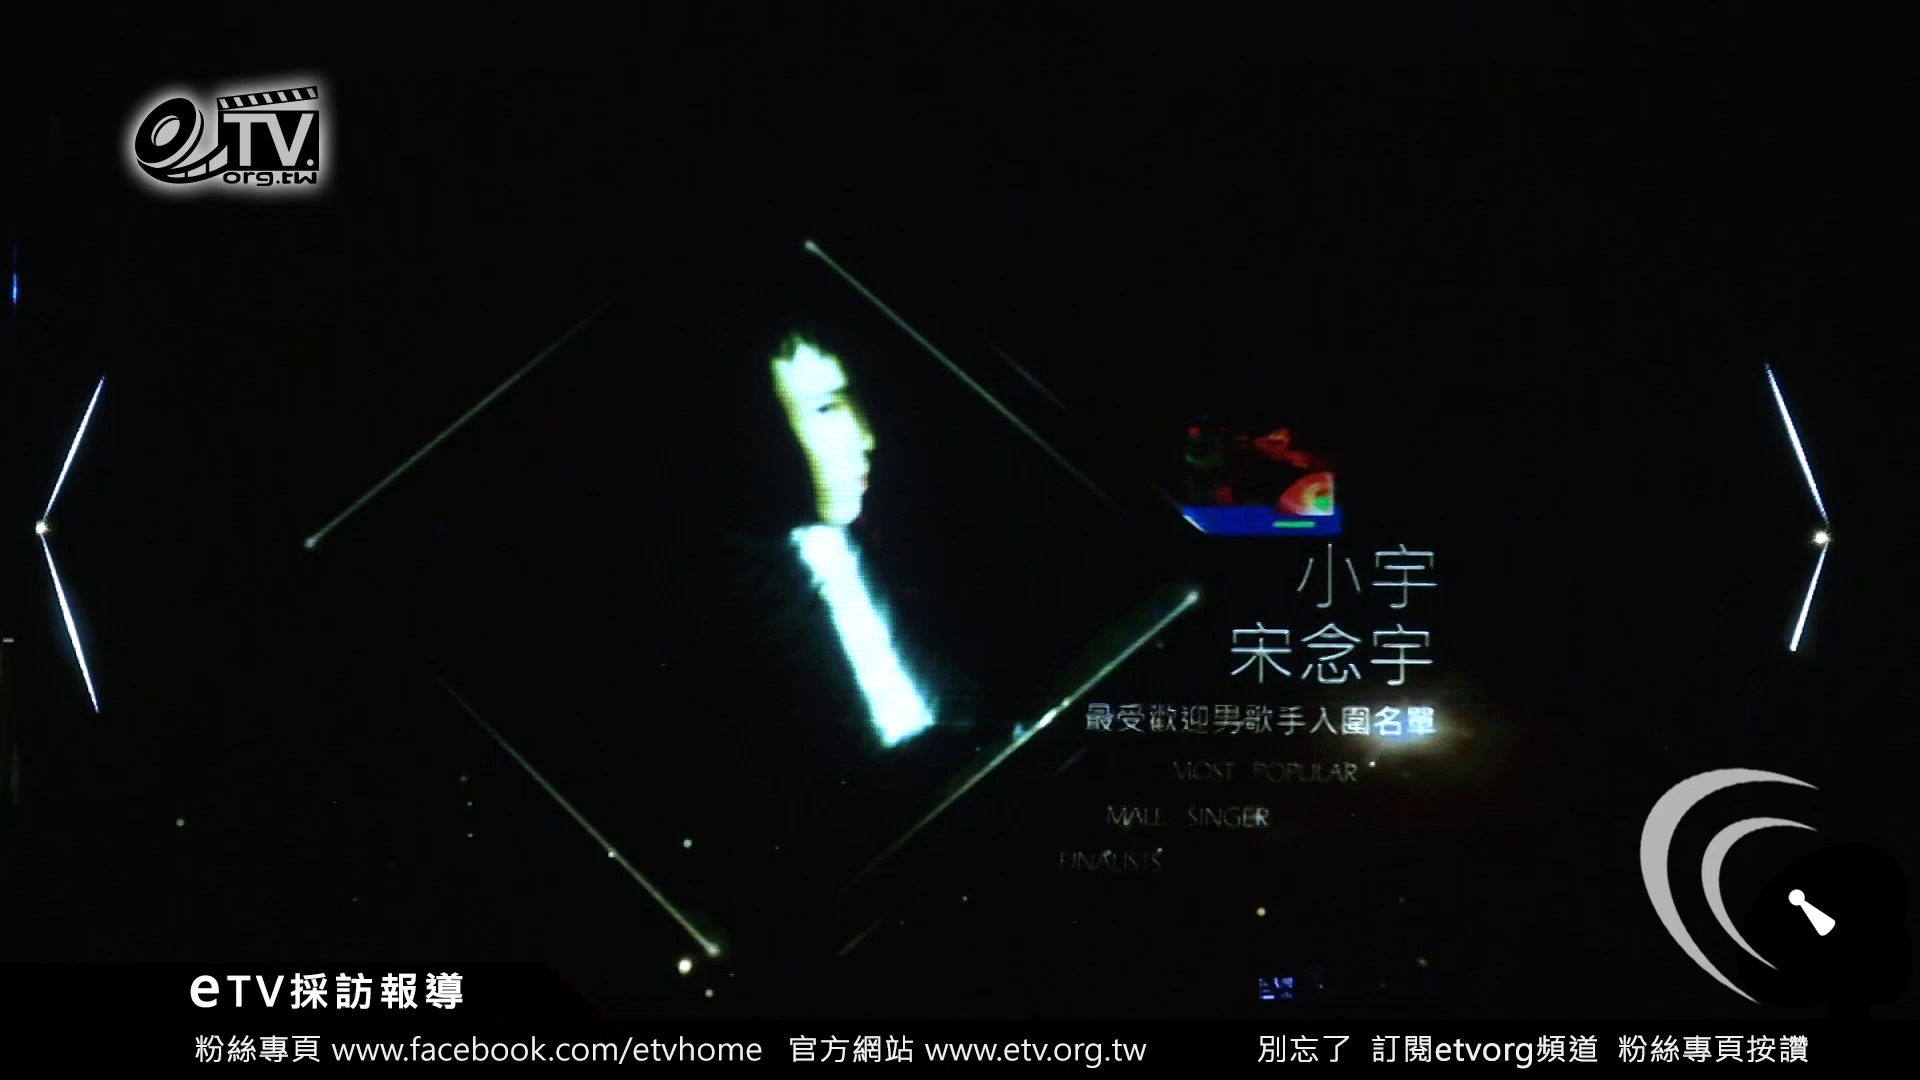 eTV.
org.tw
小宇
宋念宇
最受歡迎男歌手入圍名單
MOST POPULAR
MALE SINGER
FINALISTS
eTV採訪報導
粉絲專頁 www.facebook.com/etvhome 官方網站 www.etv.org.tw 別忘了 訂閱etvorg頻道 粉絲專頁按讚